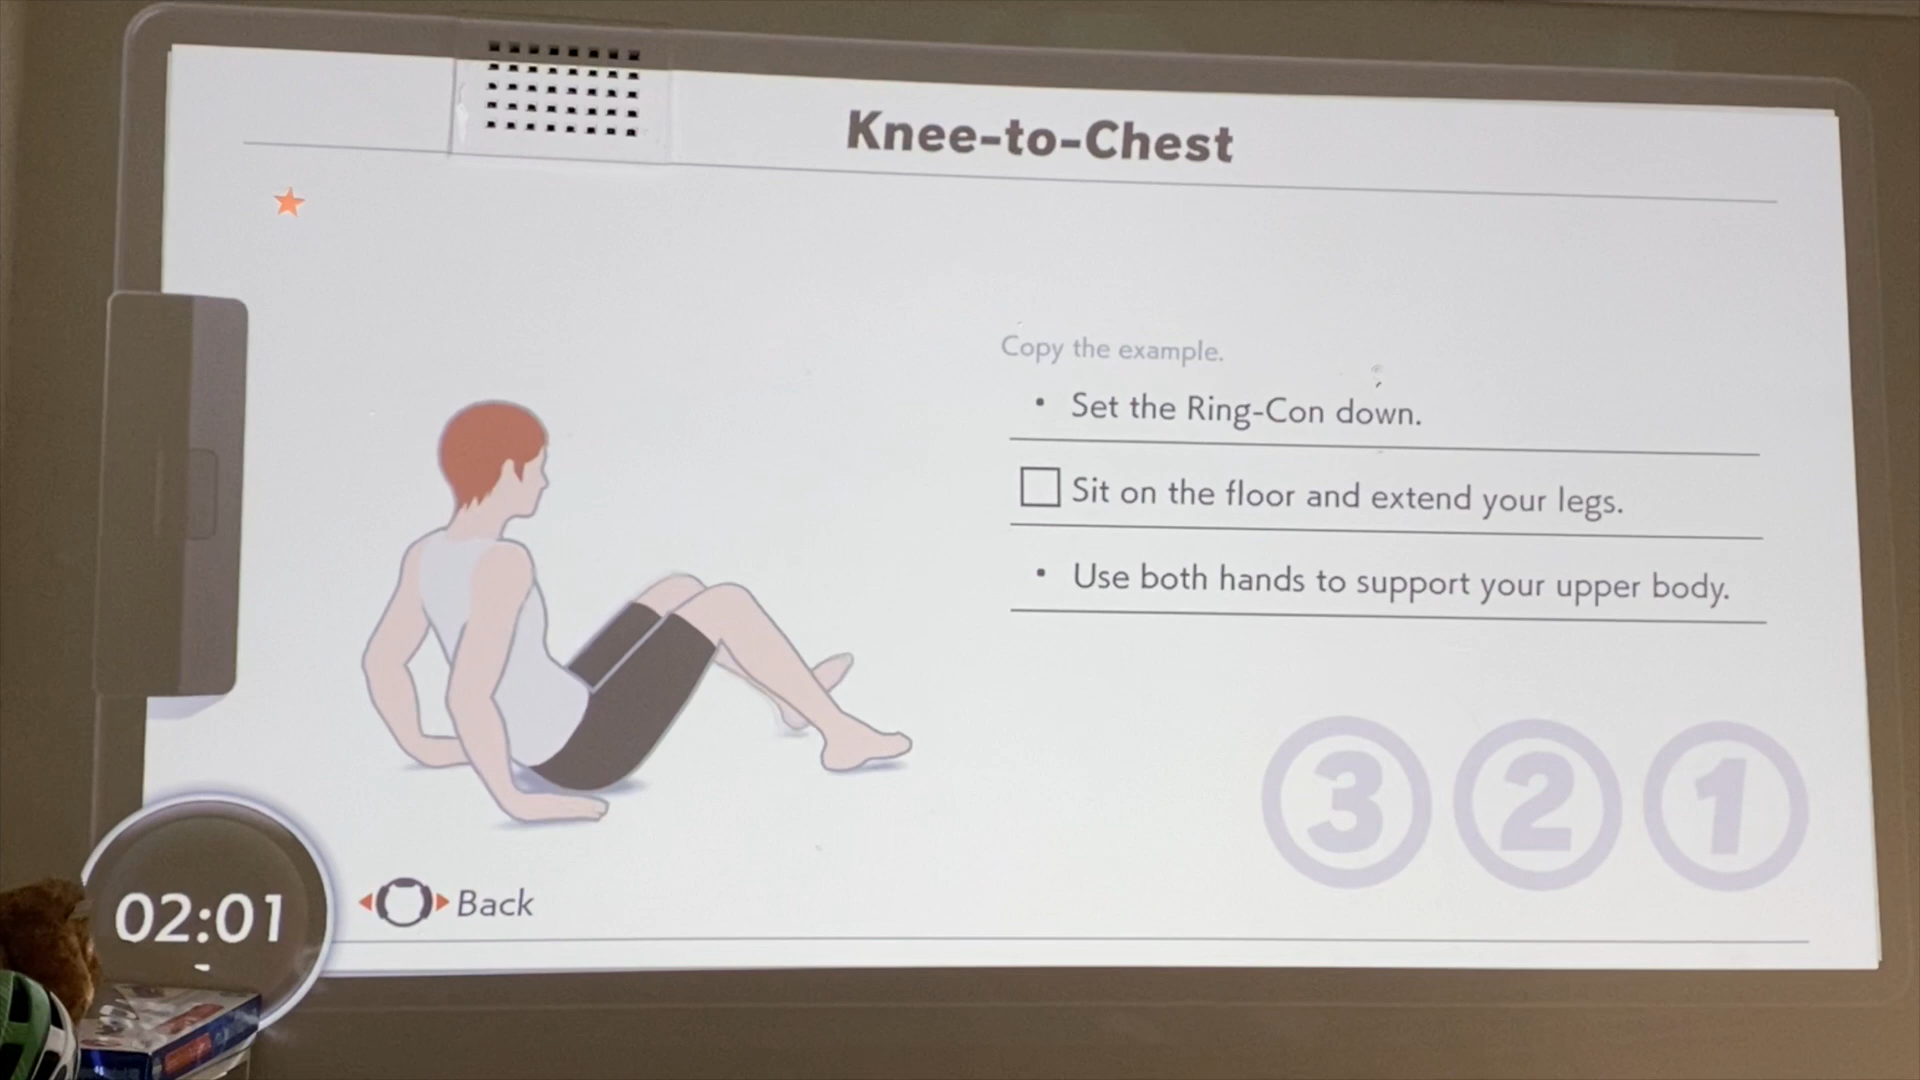 Knee-to-Chest
Copy the example.
• Set the Ring-Con down.
Sit on the floor and extend your legs.
• Use both hands to support your upper body.
3 2 1
02:01
Back